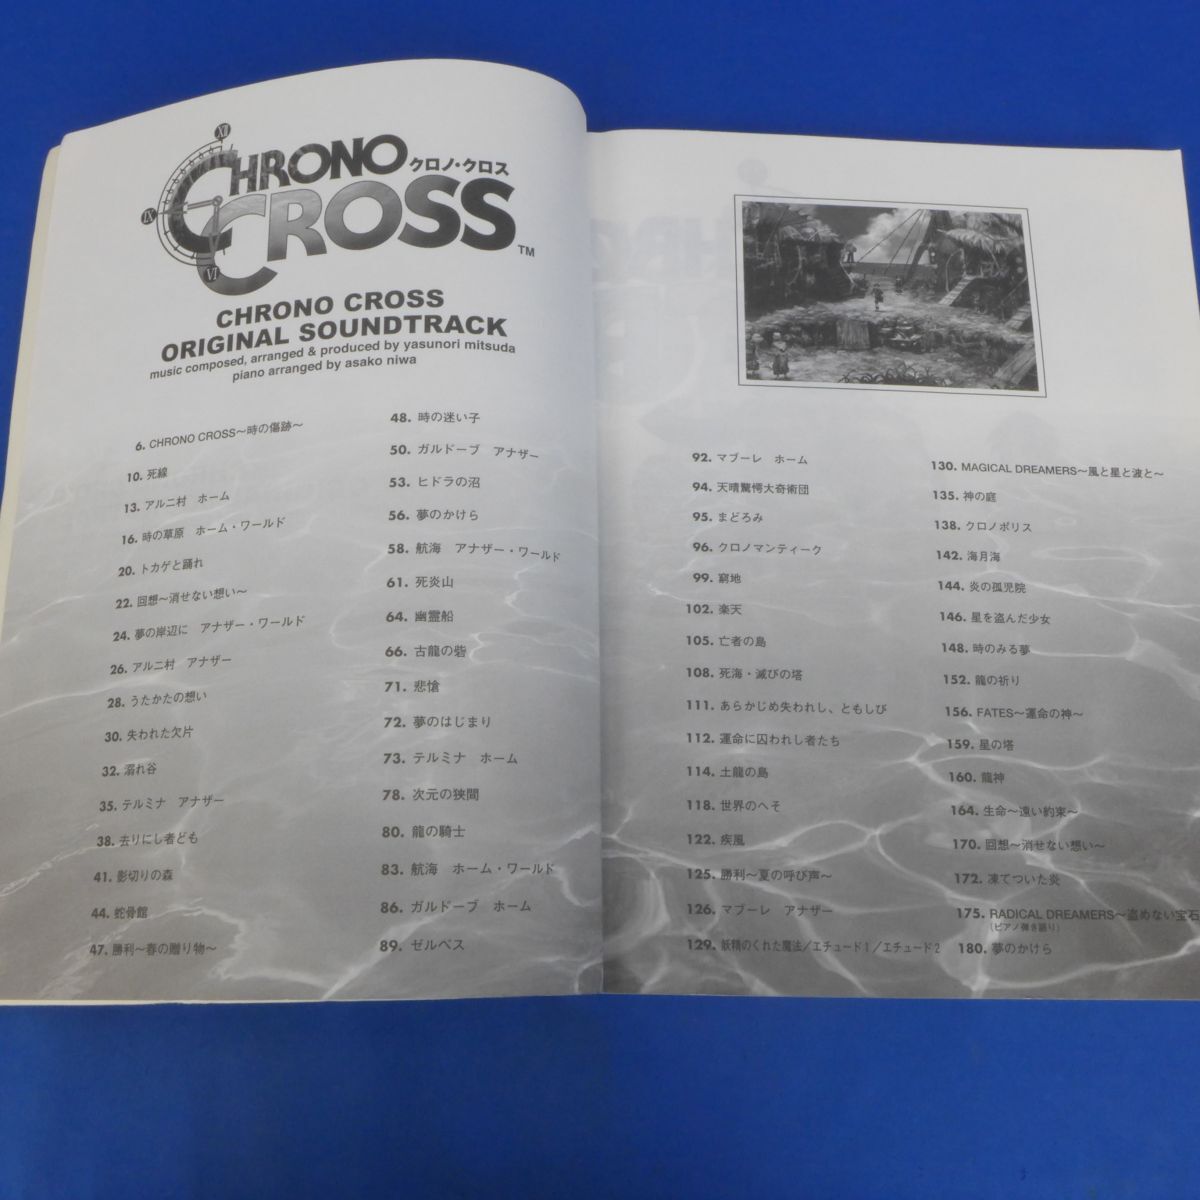 XII
IX
VI
CHRONO
クロノ・クロス
CROSS
TM
CHRONO CROSS
ORIGINAL SOUNDTRACK
music composed, arranged & produced by yasunori mitsuda
piano arranged by asako niwa
6. CHRONO CROSS～時の傷跡～
10. 死線
13. アルニ村 ホーム
16. 時の草原 ホーム・ワールド
20. トカゲと踊れ
22. 回想～消せない想い～
24. 夢の岸辺に アナザー・ワールド
26. アルニ村 アナザー
28. うたかたの想い
30. 失われた欠片
32. 溺れ谷
35. テルミナ アナザー
38. 去りにし者ども
41. 影切りの森
44. 蛇骨館
47. 勝利～春の贈り物～
48. 時の迷い子
50. ガルドーブ アナザー
53. ヒドラの沼
56. 夢のかけら
58. 航海 アナザー・ワールド
61. 死炎山
64. 幽霊船
66. 古龍の砦
71. 悲愴
72. 夢のはじまり
73. テルミナ ホーム
78. 次元の狭間
80. 龍の騎士
83. 航海 ホーム・ワールド
86. ガルドーブ ホーム
89. ゼルベス
92. マブーレ ホーム
94. 天晴驚愕大奇術団
95. まどろみ
96. クロノマンティーク
99. 窮地
102. 楽天
105. 亡者の島
108. 死海・滅びの塔
111. あらかじめ失われし、ともしび
112. 運命に囚われし者たち
114. 土龍の島
118. 世界のへそ
122. 疾風
125. 勝利～夏の呼び声～
126. マブーレ アナザー
129. 妖精のくれた魔法／エチュード1／エチュード2
130. MAGICAL DREAMERS～風と星と波と～
135. 神の庭
138. クロノポリス
142. 海月海
144. 炎の孤児院
146. 星を盗んだ少女
148. 時のみる夢
152. 龍の祈り
156. FATES～運命の神～
159. 星の塔
160. 龍神
164. 生命～遠い約束～
170. 回想～消せない想い～
172. 凍てついた炎
175. RADICAL DREAMERS～盗めない宝石
（ピアノ弾き語り）
180. 夢のかけら